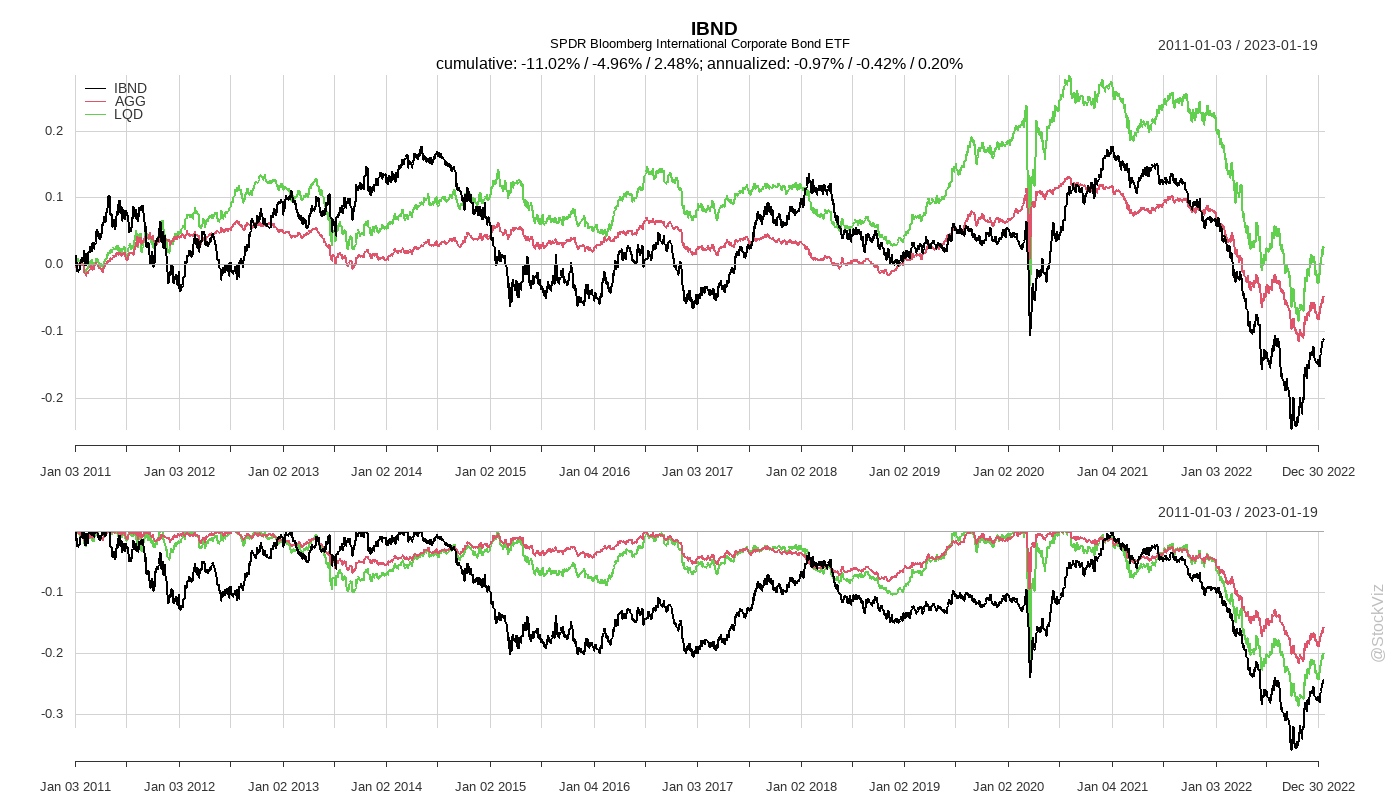 IBND
SPDR Bloomberg International Corporate Bond ETF
2011-01-03 / 2023-01-19
cumulative: -11.02% / -4.96% / 2.48%; annualized: -0.97% / -0.42% / 0.20%
IBND
AGG
LQD
0.2
0.1
0.0
-0.1
-0.2
Jan 03 2011 Jan 03 2012 Jan 02 2013 Jan 02 2014 Jan 02 2015 Jan 04 2016 Jan 03 2017 Jan 02 2018 Jan 02 2019 Jan 02 2020 Jan 04 2021 Jan 03 2022 Dec 30 2022
2011-01-03 / 2023-01-19
-0.1
-0.2
-0.3
Jan 03 2011 Jan 03 2012 Jan 02 2013 Jan 02 2014 Jan 02 2015 Jan 04 2016 Jan 03 2017 Jan 02 2018 Jan 02 2019 Jan 02 2020 Jan 04 2021 Jan 03 2022 Dec 30 2022
@StockViz